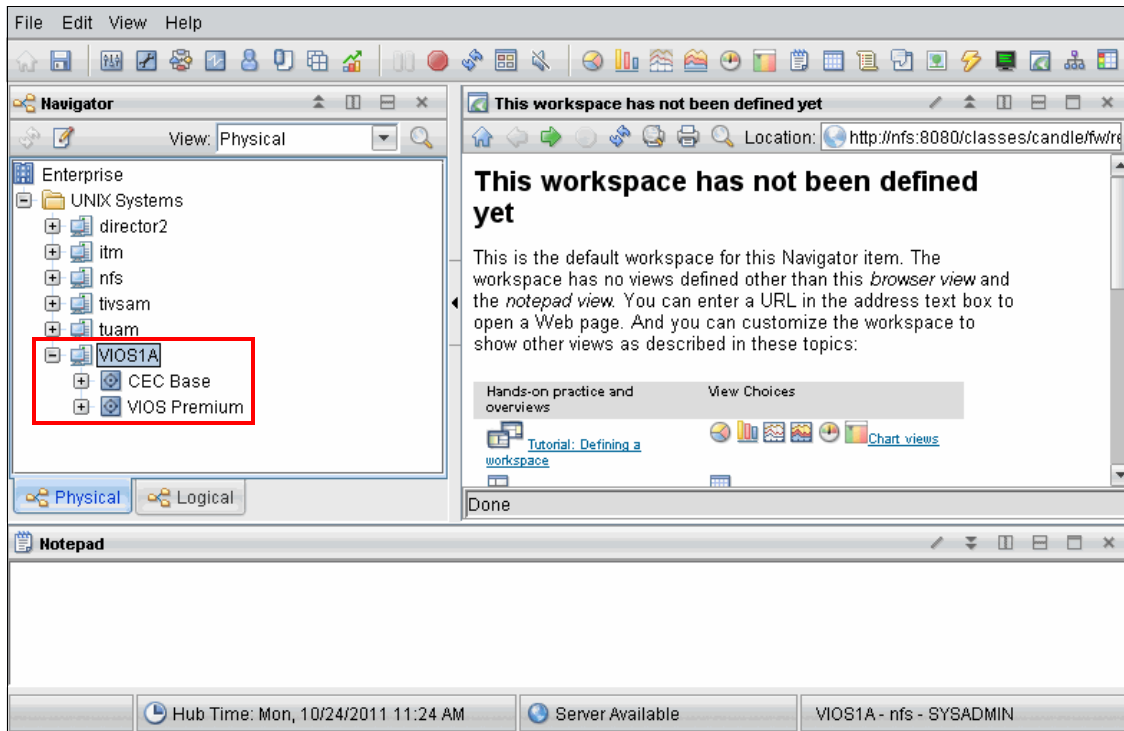 File Edit View Help
Navigator
View: Physical
Enterprise
UNIX Systems
director2
itm
nfs
tivsam
tuam
VIOS1A
CEC Base
VIOS Premium
Physical
Logical
This workspace has not been defined yet
Location: http://nfs:8080/classes/candle/fw/re
This workspace has not been defined
yet
This is the default workspace for this Navigator item. The
workspace has no views defined other than this browser view and
the notepad view. You can enter a URL in the address text box to
open a Web page. And you can customize the workspace to
show other views as described in these topics:
Hands-on practice and
overviews
View Choices
Tutorial: Defining a
workspace
Chart views
Done
Notepad
Hub Time: Mon, 10/24/2011 11:24 AM
Server Available
VIOS1A - nfs - SYSADMIN